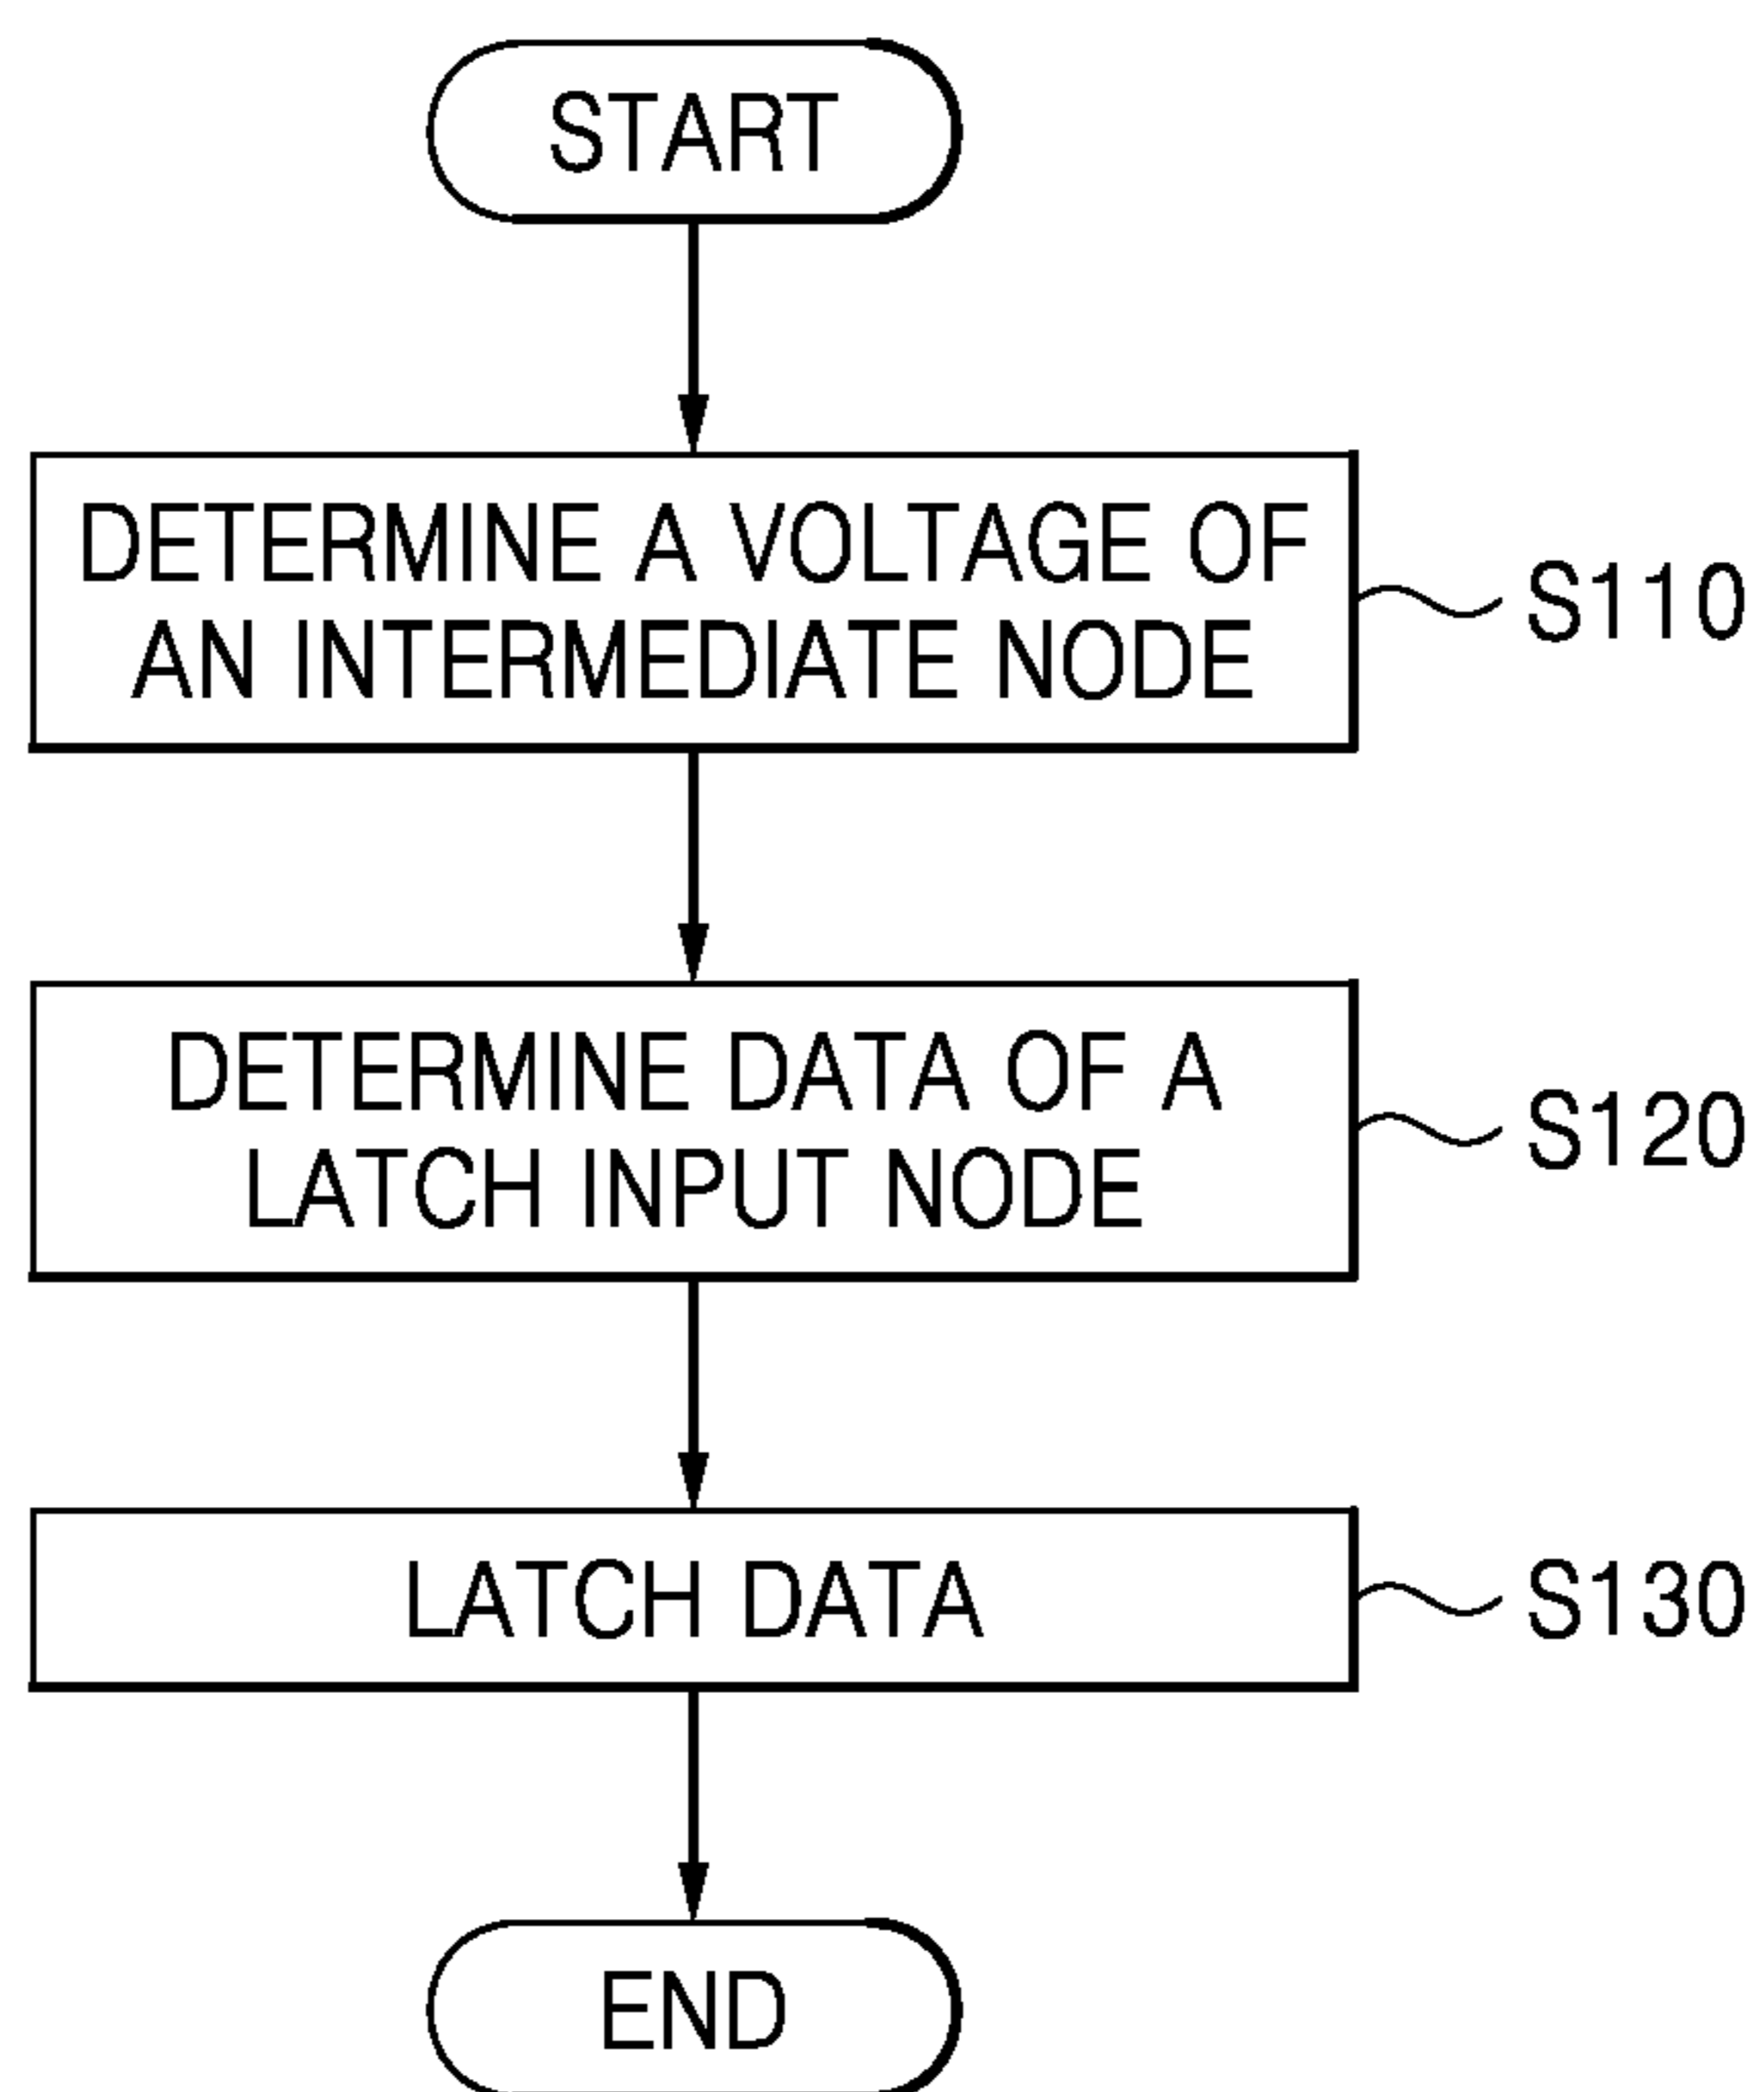 START
DETERMINE A VOLTAGE OF
AN INTERMEDIATE NODE
S110
DETERMINE DATA OF A
LATCH INPUT NODE
S120
LATCH DATA
S130
END